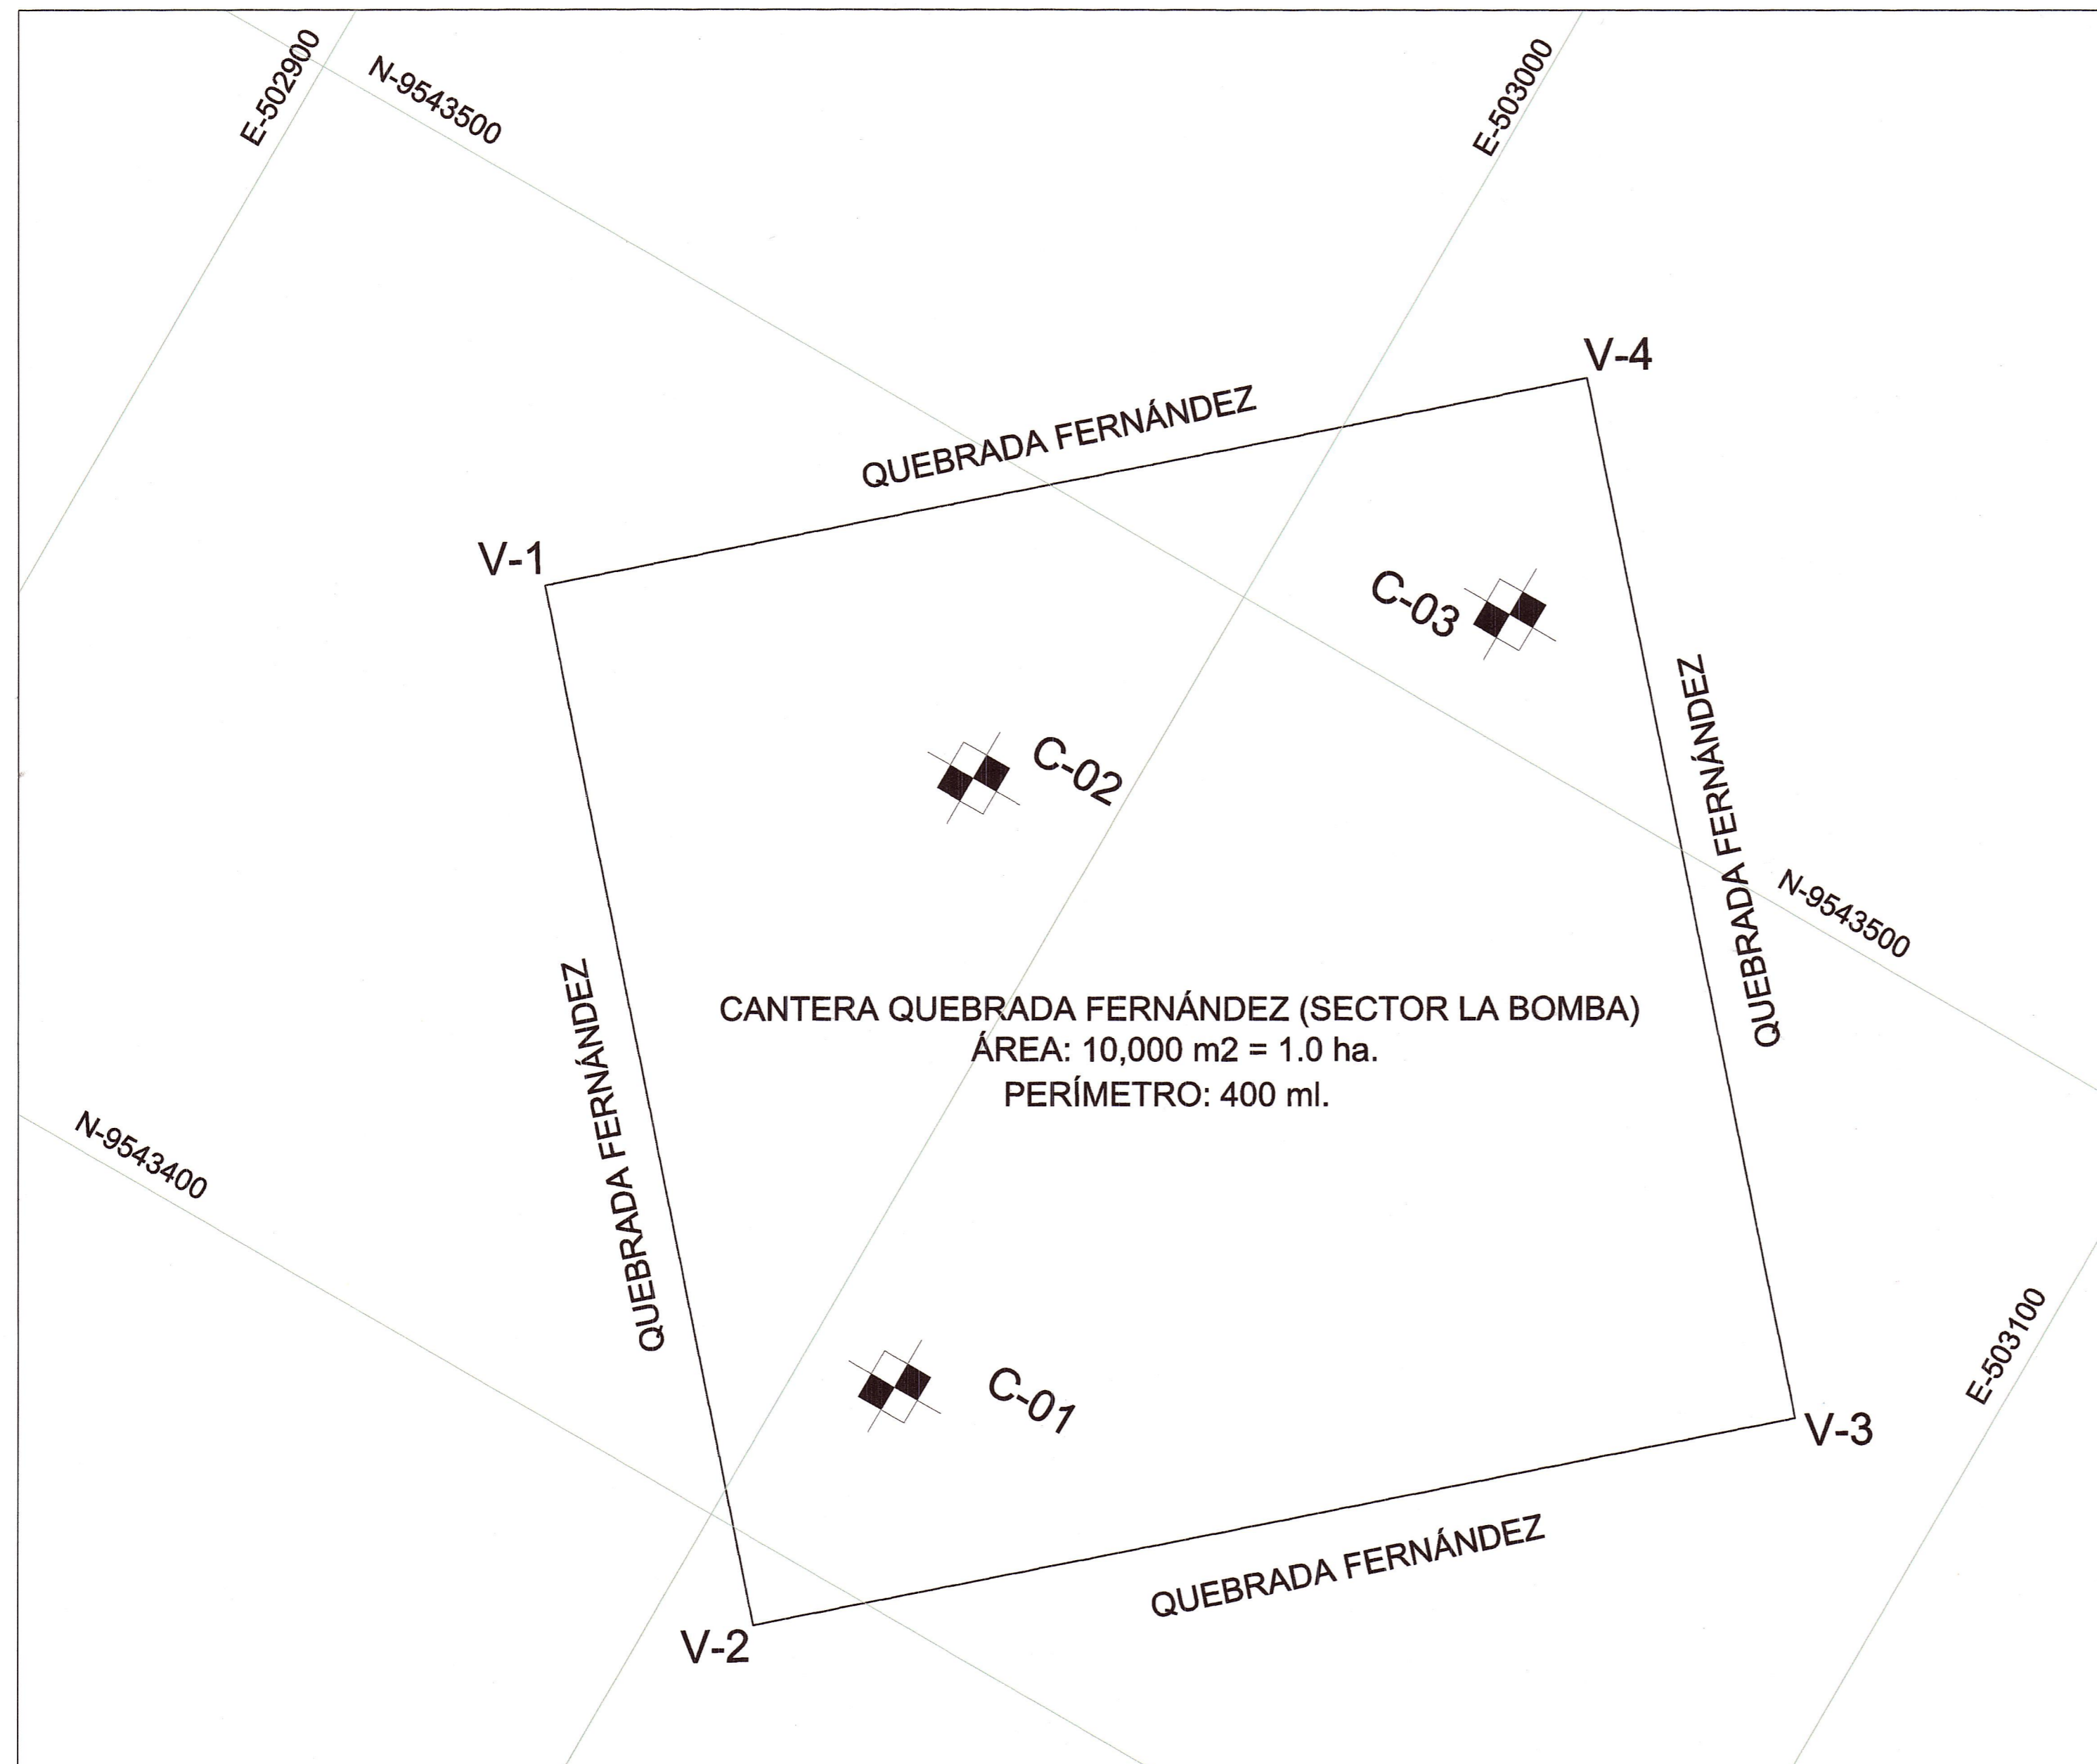 E-502900
N-9543500
E-503000
V-4
QUEBRADA FERNÁNDEZ
V-1
C-03
C-02
QUEBRADA FERNÁNDEZ
N-9543500
QUEBRADA FERNÁNDEZ
CANTERA QUEBRADA FERNÁNDEZ (SECTOR LA BOMBA)
ÁREA: 10,000 m2 = 1.0 ha.
PERÍMETRO: 400 ml.
N-9543400
E-503100
C-01
V-3
QUEBRADA FERNÁNDEZ
V-2